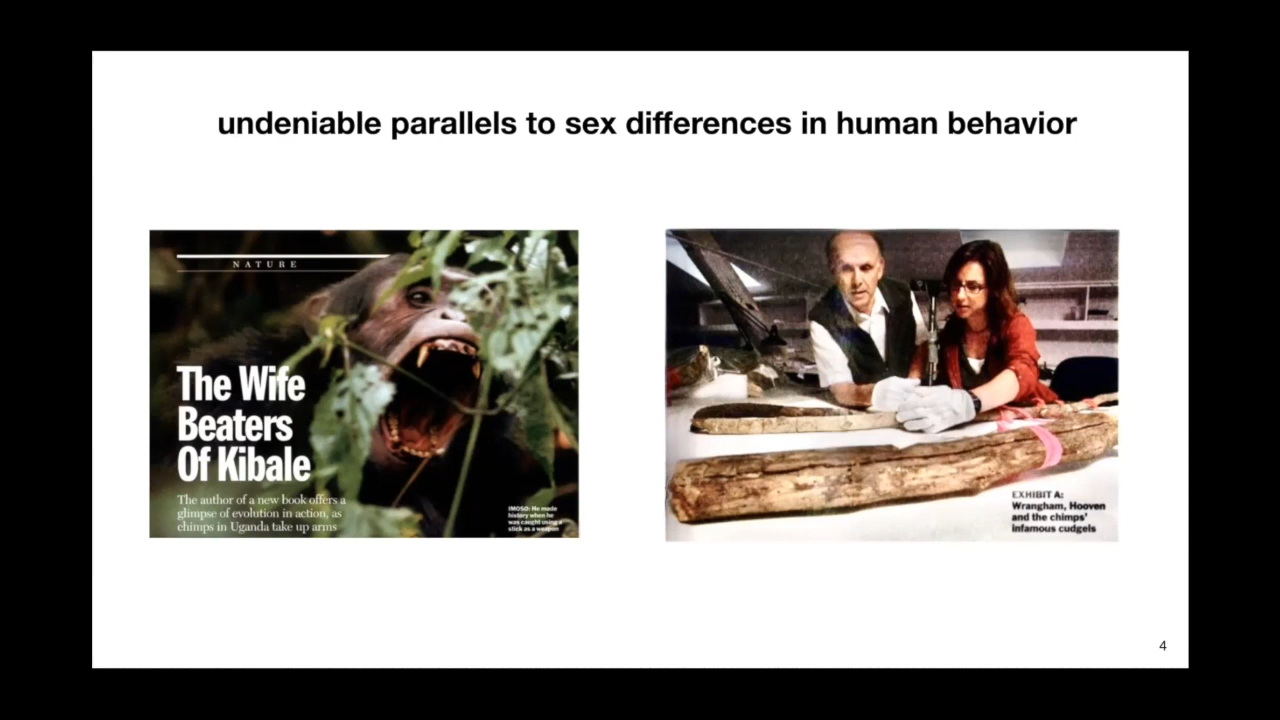 undeniable parallels to sex differences in human behavior
NATURE
The Wife
Beaters
Of Kibale
The author of a new book offers a
glimpse of evolution in action, as
chimps in Uganda take up arms
IMOSO: He made
history when he
was caught using a
stick as a weapon
EXHIBIT A:
Wrangham, Hooven
and the chimps'
infamous cudgels
4